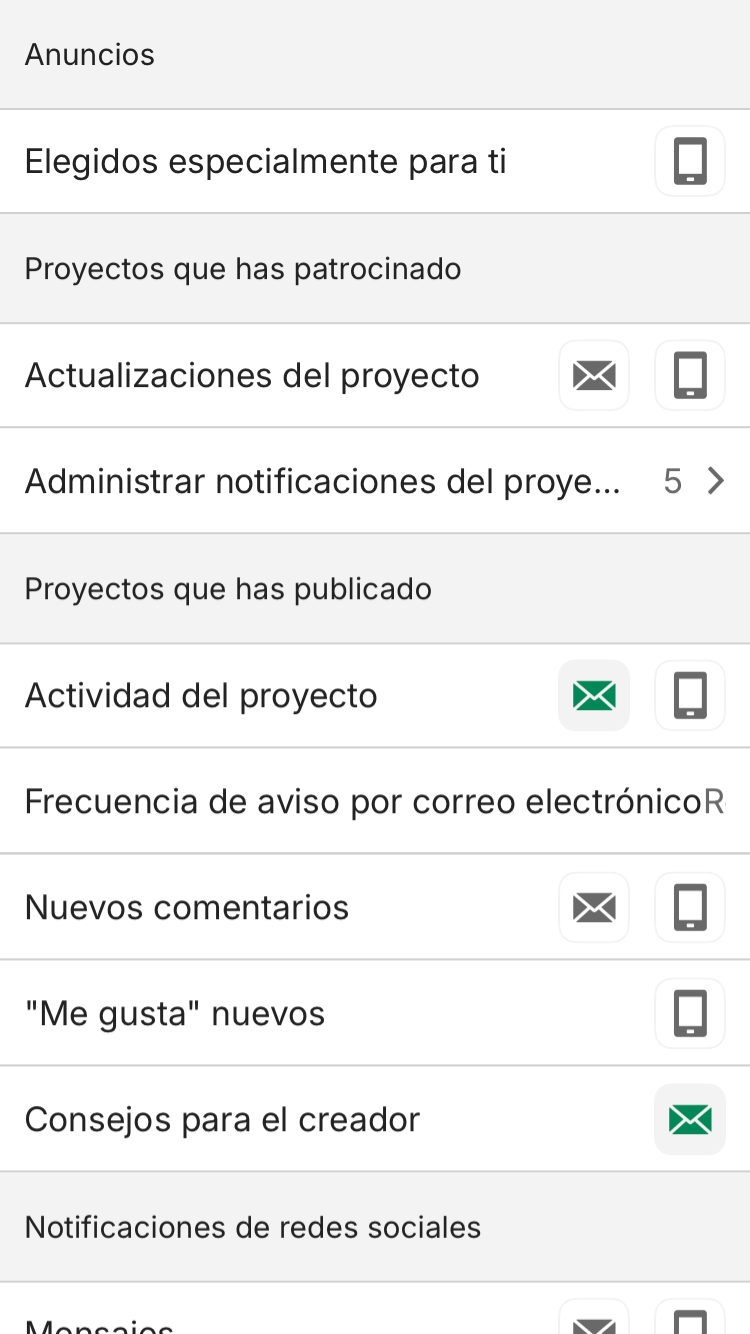 Anuncios
Elegidos especialmente para ti
Proyectos que has patrocinado
Actualizaciones del proyecto
Administrar notificaciones del proye... 5
Proyectos que has publicado
Actividad del proyecto
Frecuencia de aviso por correo electrónico
Nuevos comentarios
"Me gusta" nuevos
Consejos para el creador
Notificaciones de redes sociales
Mensajes